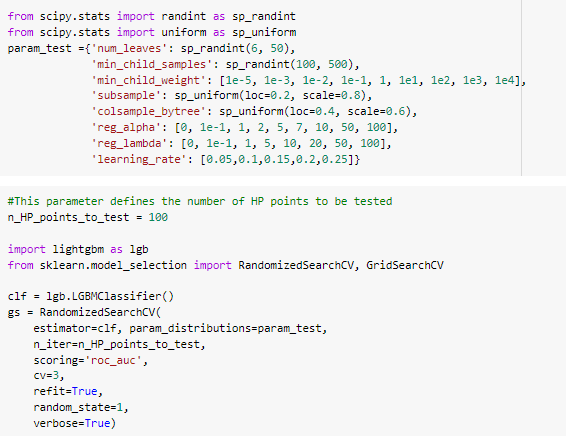 from scipy.stats import randint as sp_randint
from scipy.stats import uniform as sp_uniform
param_test ={'num_leaves': sp_randint(6, 50),
             'min_child_samples': sp_randint(100, 500),
             'min_child_weight': [1e-5, 1e-3, 1e-2, 1e-1, 1, 1e1, 1e2, 1e3, 1e4],
             'subsample': sp_uniform(loc=0.2, scale=0.8),
             'colsample_bytree': sp_uniform(loc=0.4, scale=0.6),
             'reg_alpha': [0, 1e-1, 1, 2, 5, 7, 10, 50, 100],
             'reg_lambda': [0, 1e-1, 1, 5, 10, 20, 50, 100],
             'learning_rate': [0.05,0.1,0.15,0.2,0.25]}
#This parameter defines the number of HP points to be tested
n_HP_points_to_test = 100
import lightgbm as lgb
from sklearn.model_selection import RandomizedSearchCV, GridSearchCV
clf = lgb.LGBMClassifier()
gs = RandomizedSearchCV(
    estimator=clf, param_distributions=param_test,
    n_iter=n_HP_points_to_test,
    scoring='roc_auc',
    cv=3,
    refit=True,
    random_state=1,
    verbose=True)